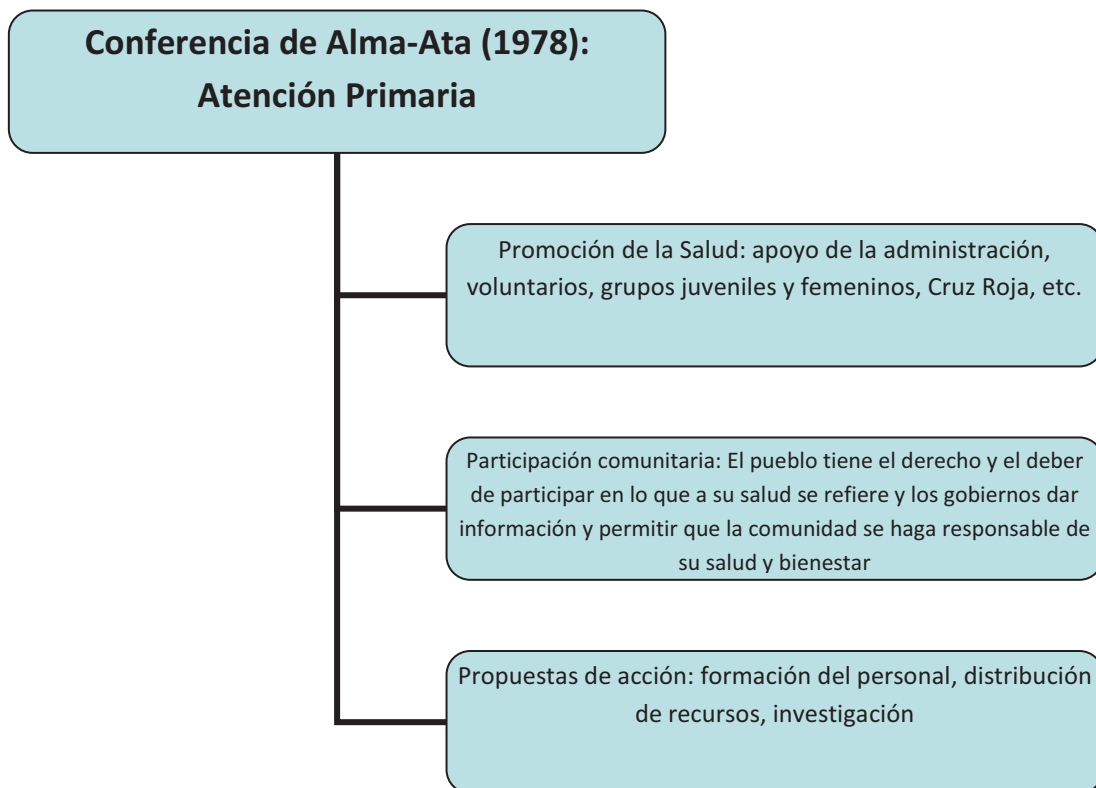 Conferencia de Alma-Ata (1978):
Atención Primaria
Promoción de la Salud: apoyo de la administración,
voluntarios, grupos juveniles y femeninos, Cruz Roja, etc.
Participación comunitaria: El pueblo tiene el derecho y el deber
de participar en lo que a su salud se refiere y los gobiernos dar
información y permitir que la comunidad se haga responsable de
su salud y bienestar
Propuestas de acción: formación del personal, distribución
de recursos, investigación